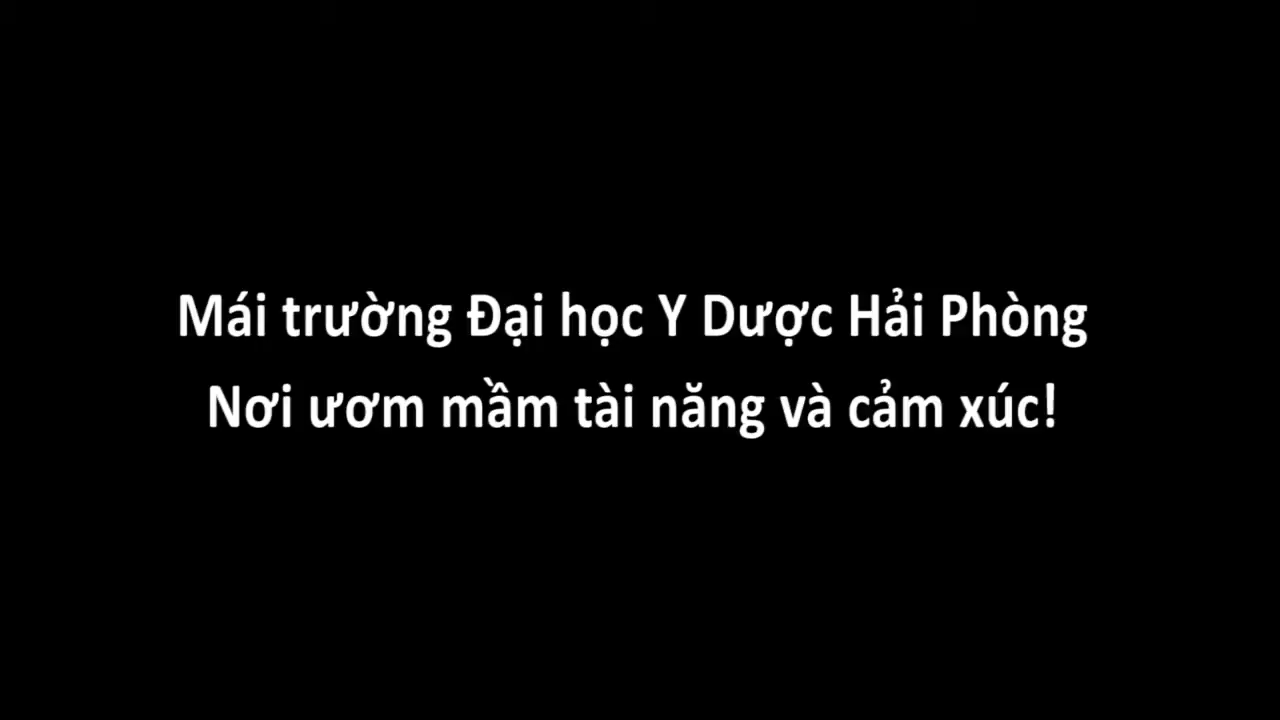 Mái trường Đại học Y Dược Hải Phòng
Nơi ươm mầm tài năng và cảm xúc!